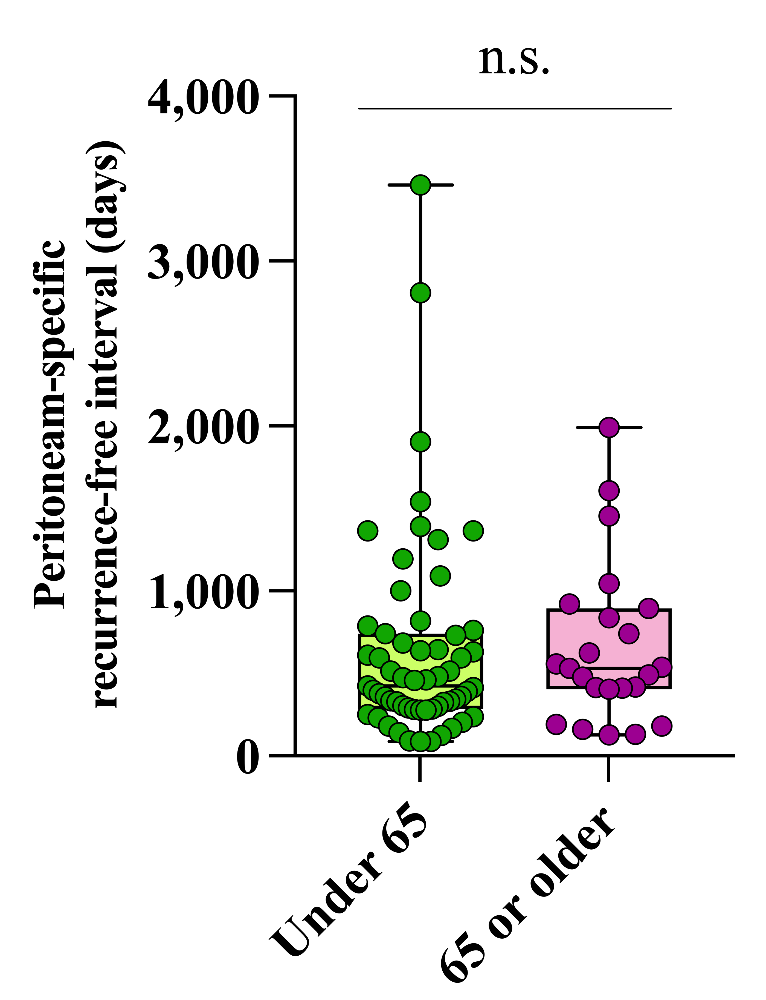 n.s.
4,000
3,000
2,000
1,000
0
Peritoneam-specific
recurrence-free interval (days)
Under 65
65 or older